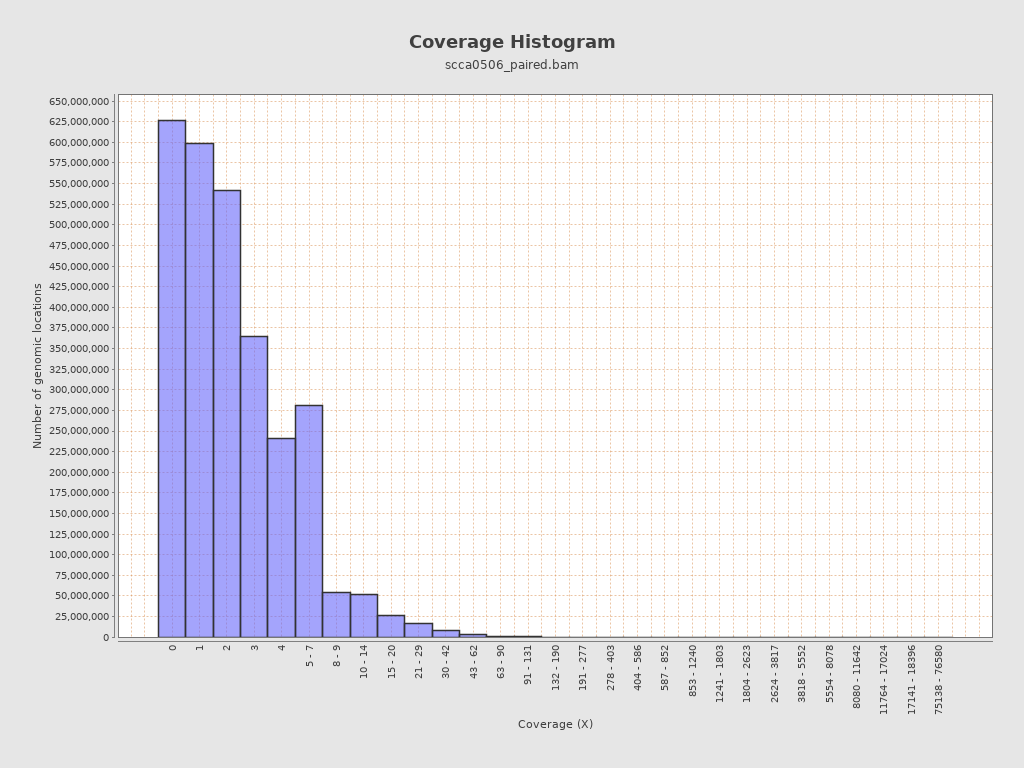 Coverage Histogram
scca0506_paired.bam
650,000,000
625,000,000
600,000,000
575,000,000
550,000,000
525,000,000
500,000,000
475,000,000
450,000,000
425,000,000
400,000,000
375,000,000
350,000,000
325,000,000
300,000,000
275,000,000
250,000,000
225,000,000
200,000,000
175,000,000
150,000,000
125,000,000
100,000,000
75,000,000
50,000,000
25,000,000
0
Number of genomic locations
0
1
2
3
4
5 - 7
8 - 9
10 - 14
15 - 20
21 - 29
30 - 42
43 - 62
63 - 90
91 - 131
132 - 190
191 - 277
278 - 403
404 - 586
587 - 852
853 - 1240
1241 - 1803
1804 - 2623
2624 - 3817
3818 - 5552
5554 - 8078
8080 - 11642
11764 - 17024
17141 - 18396
75138 - 76580
Coverage (X)